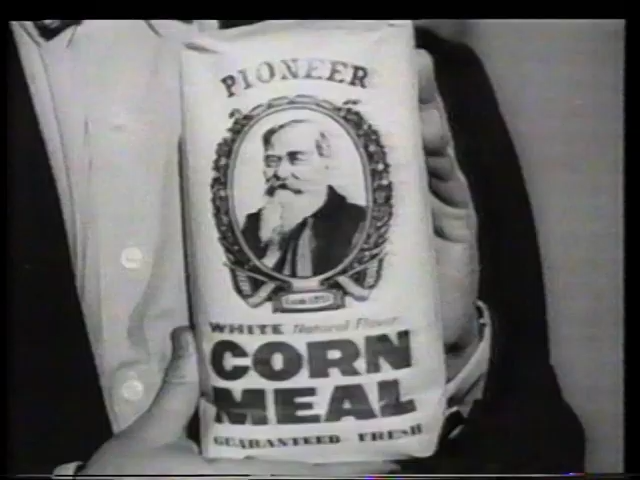 PIONEER
WHITE Natural Flavor
CORN
MEAL
GUARANTEED FRESH